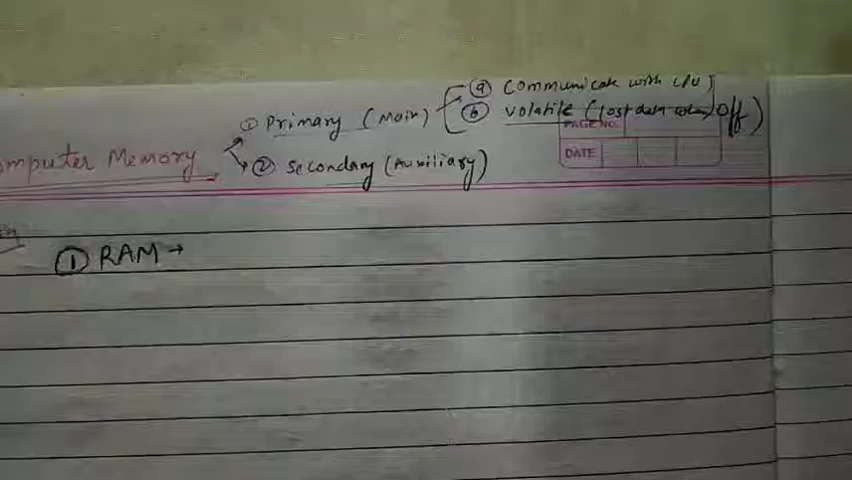 (a) Communicate with CPU
① Primary (Main) (b) Volatile (lost data when off)
PAGE NO.
omputer Memory
② Secondary (Auxiliary)
DATE
① RAM →